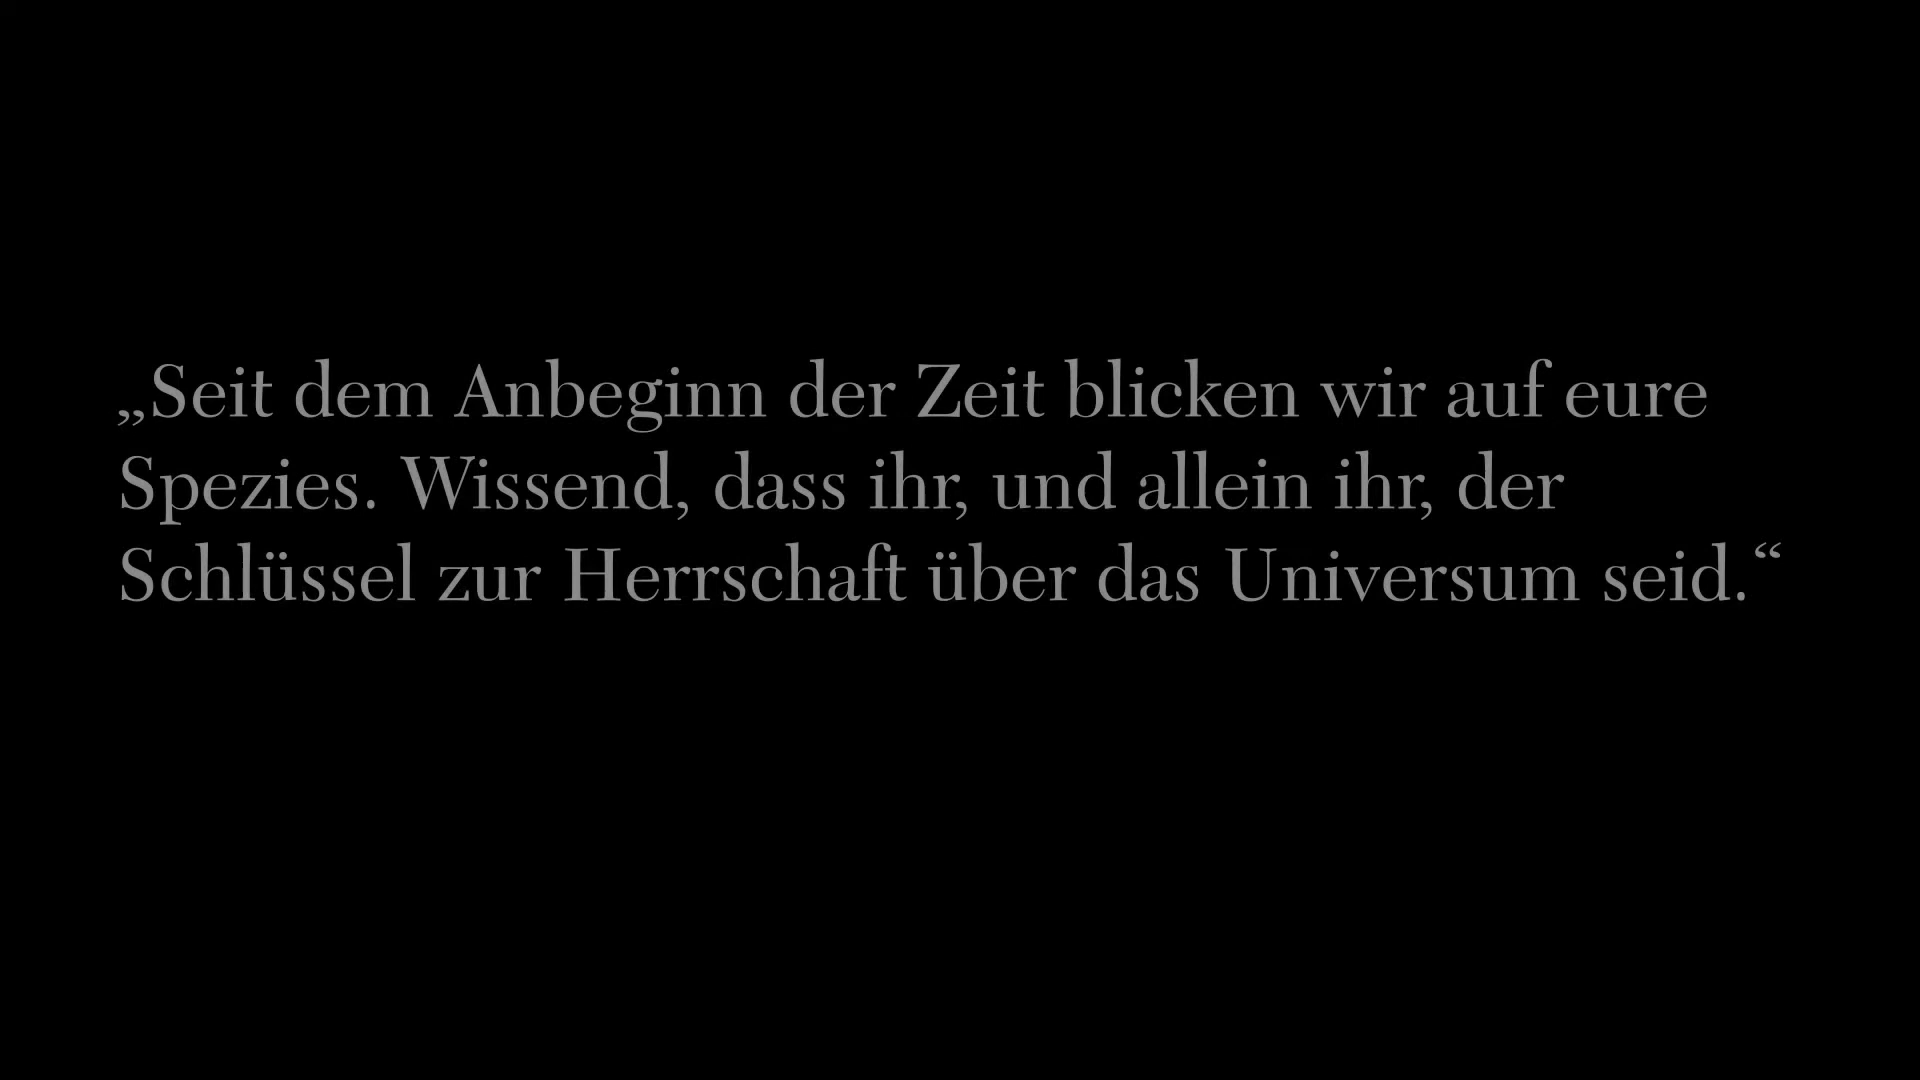 „Seit dem Anbeginn der Zeit blicken wir auf eure
Spezies. Wissend, dass ihr, und allein ihr, der
Schlüssel zur Herrschaft über das Universum seid.“